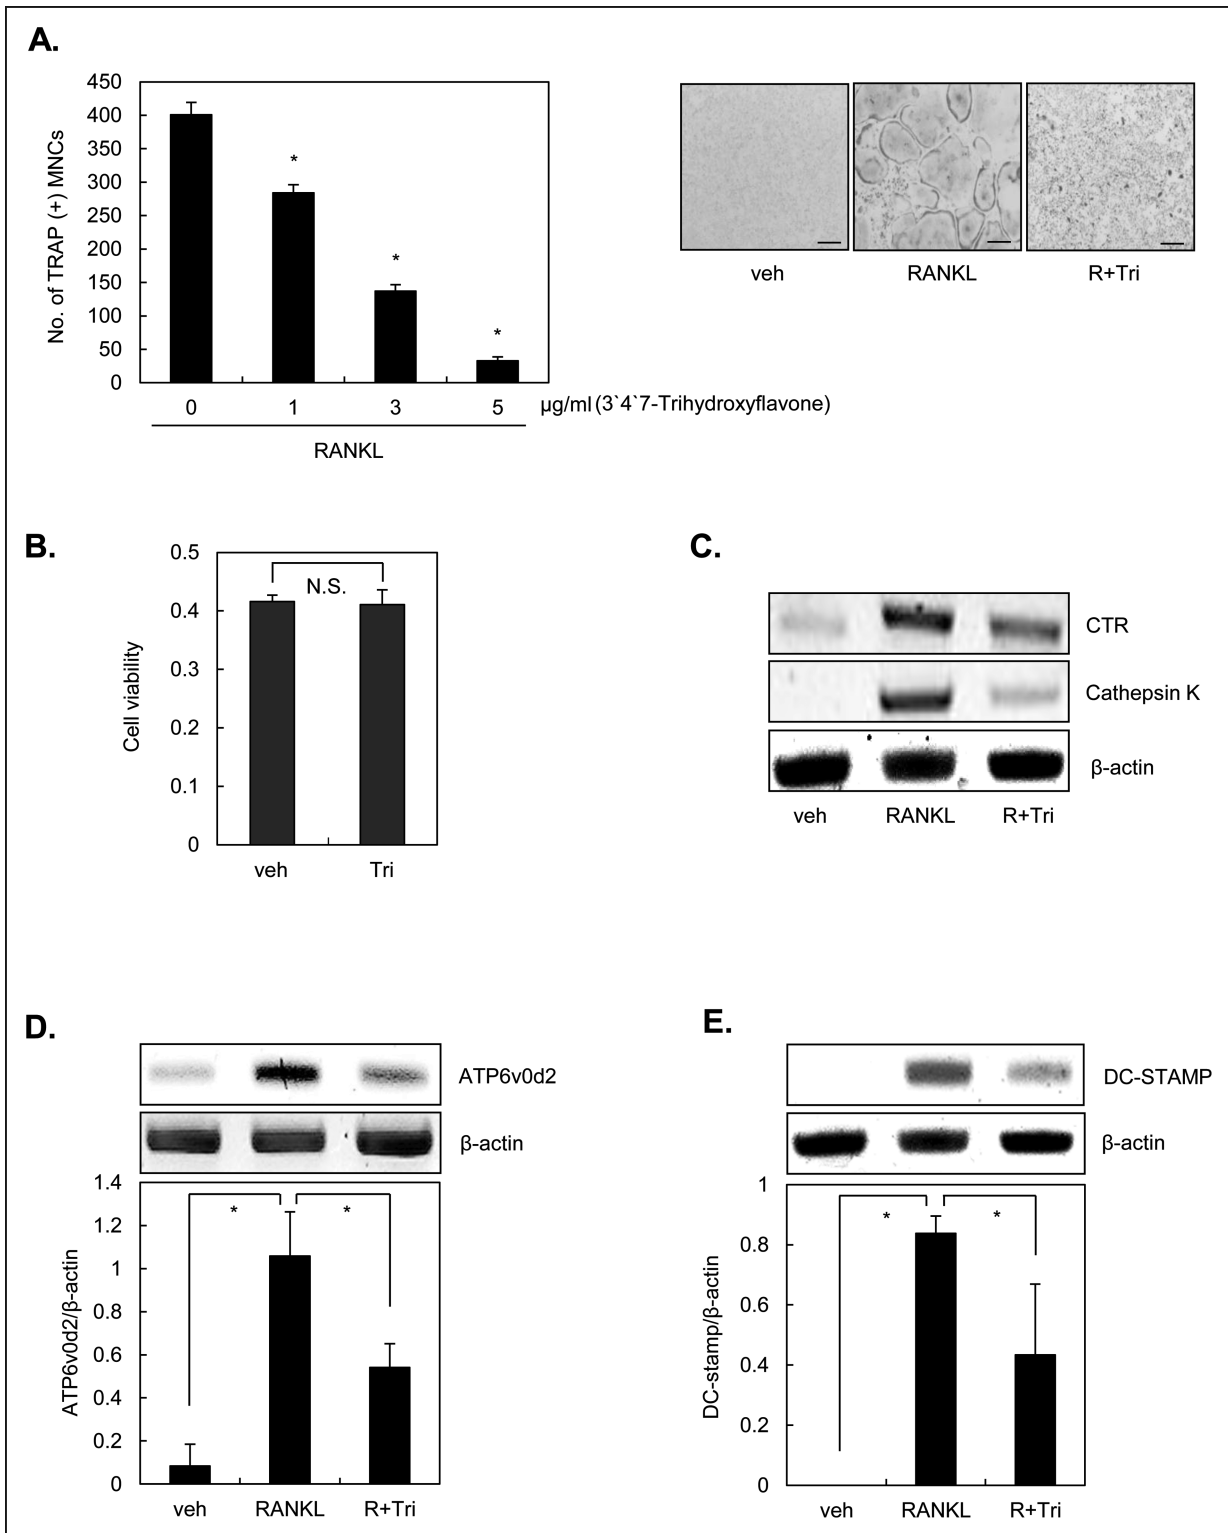 A.
450
400
350
300
250
200
150
100
50
0
No. of TRAP (+) MNCs
*
*
*
0 1 3 5 µg/ml (3`4`7-Trihydroxyflavone)
RANKL
veh RANKL R+Tri
B.
0.5
0.4
0.3
0.2
0.1
0
Cell viability
N.S.
veh Tri
C.
CTR
Cathepsin K
β-actin
veh RANKL R+Tri
D.
ATP6v0d2
β-actin
1.4
1.2
1
0.8
0.6
0.4
0.2
0
ATP6v0d2/β-actin
* *
veh RANKL R+Tri
E.
DC-STAMP
β-actin
1
0.8
0.6
0.4
0.2
0
DC-stamp/β-actin
* *
veh RANKL R+Tri